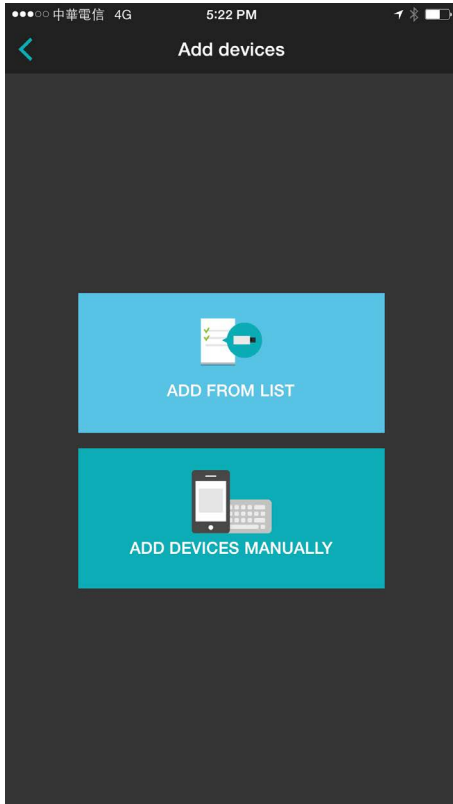 中華電信 4G 5:22 PM
Add devices
ADD FROM LIST
ADD DEVICES MANUALLY